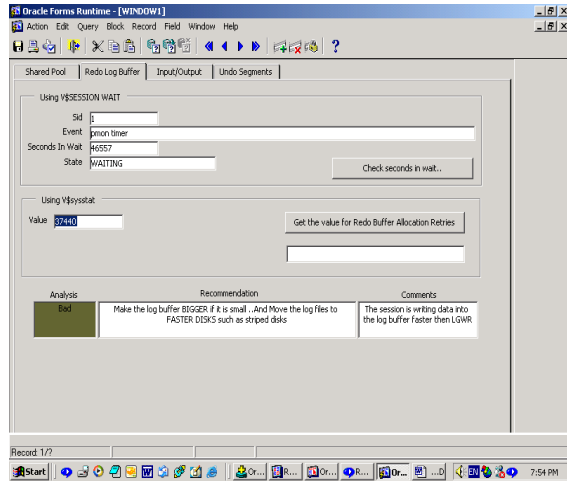 Oracle Forms Runtime - [WINDOW1]
Action Edit Query Block Record Field Window Help
Shared Pool Redo Log Buffer Input/Output Undo Segments
Using V$SESSION WAIT
Sid 1
Event pmon timer
Seconds In Wait 46557
State WAITING
Check seconds in wait..
Using V$sysstat
Value 37440
Get the value for Redo Buffer Allocation Retries
Analysis Recommendation Comments
Bad Make the log buffer BIGGER if it is small ..And Move the log files to The session is writing data into
FASTER DISKS such as striped disks the log buffer faster then LGWR
Record: 1/?
Start Or... R... Or... R... Or... ...D EN 7:54 PM